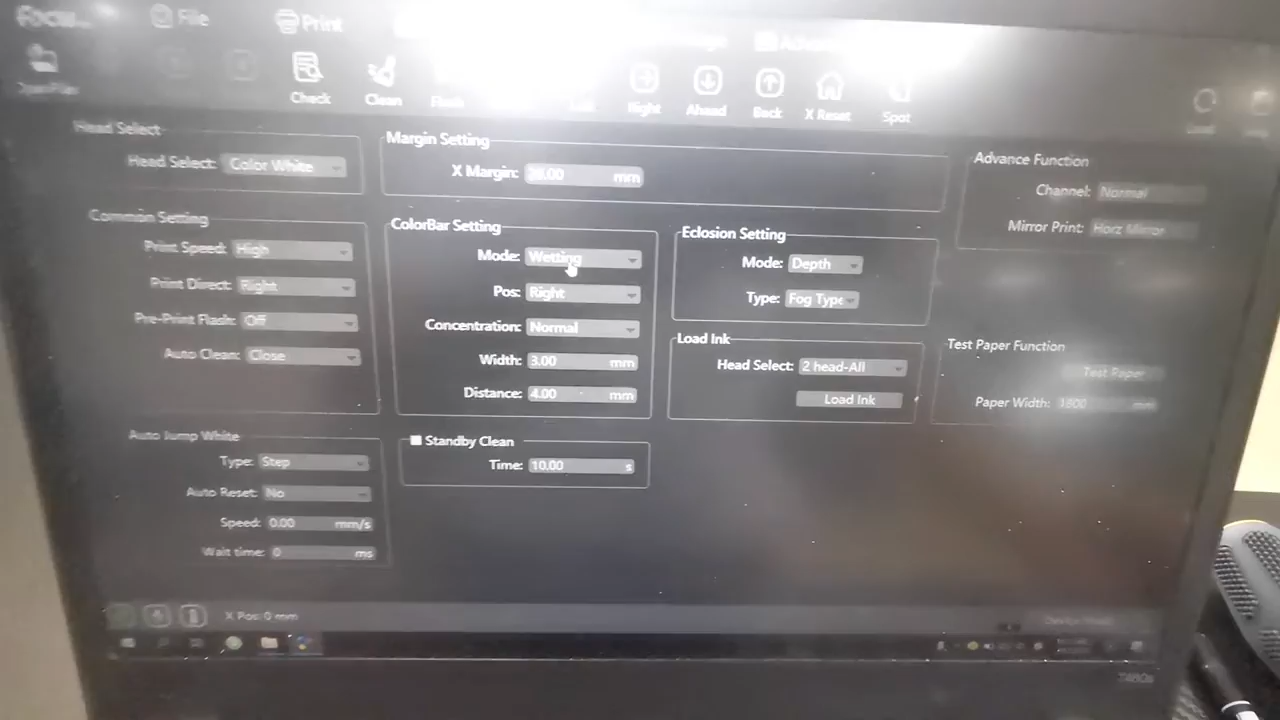 File
Print
Check
Clean
Right
Ahead
Back
X Reset
Spot
Head Select
Head Select: Color White
Margin Setting
X Margin: mm
Advance Function
Channel: Normal
Mirror Print: Horz Mirror
Common Setting
Print Speed: High
Print Direct: Right
Pre-Print Flash: Off
Auto Clean: Close
ColorBar Setting
Mode: Wetting
Pos: Right
Concentration: Normal
Width: 3.00 mm
Distance: 4.00 mm
Eclosion Setting
Mode: Depth
Type: Fog Type
Load Ink
Head Select: 2 head-All
Load Ink
Test Paper Function
Test Paper
Paper Width: 1600 mm
Auto Jump White
Type: Step
Auto Reset: No
Speed: 0.00 mm/s
Wait time: 0 ms
Standby Clean
Time: 10.00 s
X Pos: 0 mm